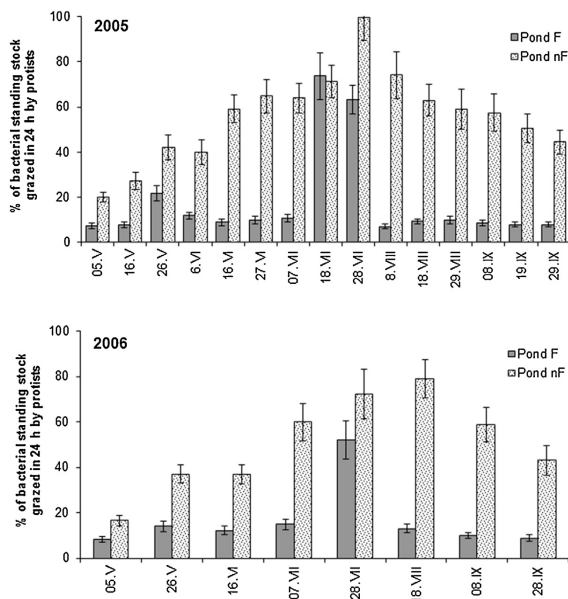 2005
Pond F
Pond nF
% of bacterial standing stock
grazed in 24 h by protists
100
80
60
40
20
0
05.V
16.V
26.V
6.VI
16.VI
27.VI
07.VII
18.VII
28.VII
8.VIII
18.VIII
29.VIII
08.IX
19.IX
29.IX
2006
Pond F
Pond nF
% of bacterial standing stock
grazed in 24 h by protists
100
80
60
40
20
0
05.V
26.V
16.VI
07.VII
28.VII
18.VIII
08.IX
28.IX